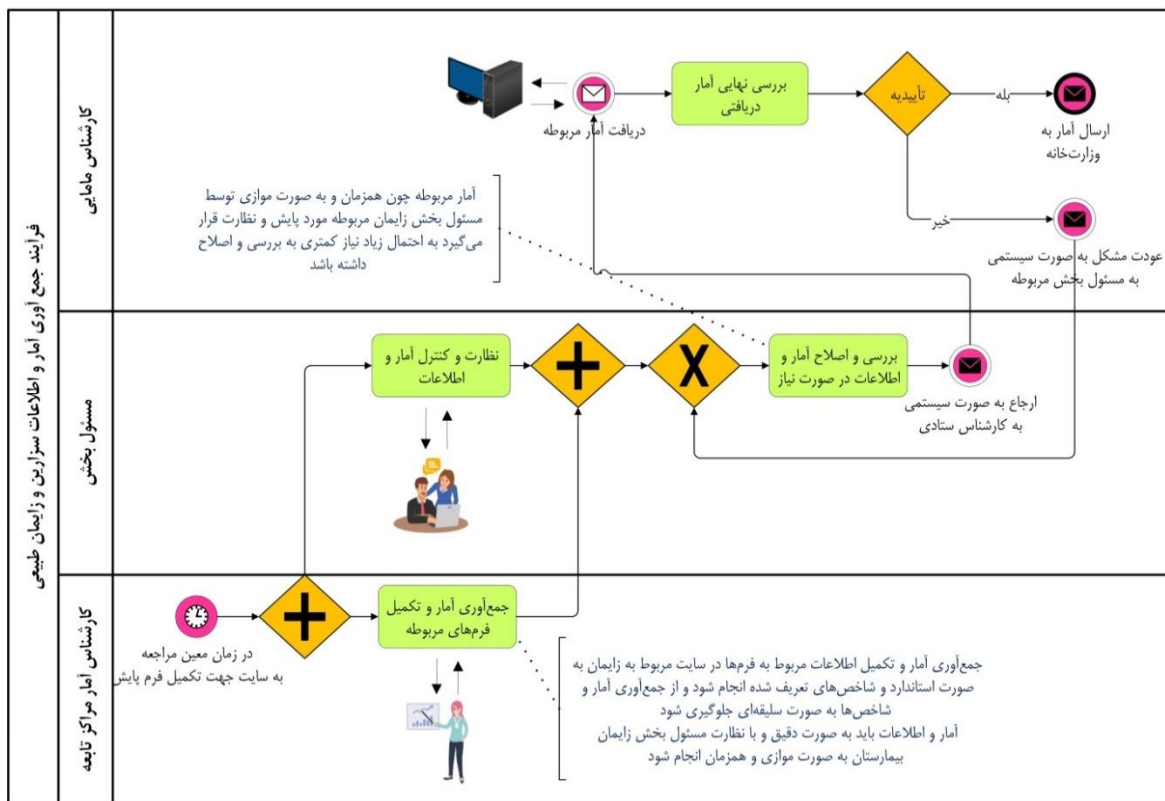 فرآیند جمع آوری آمار و اطلاعات سزارین و زایمان طبیعی
کارشناس مامایی
دریافت آمار مربوطه
بررسی نهایی آمار
دریافتی
تأییدیه
بله
ارسال آمار به
وزارت‌خانه
خیر
عودت مشکل به صورت سیستمی
به مسئول بخش مربوطه
آمار مربوطه چون همزمان و به صورت موازی توسط
مسئول بخش زایمان مربوطه مورد پایش و نظارت قرار
می‌گیرد به احتمال زیاد نیاز کمتری به بررسی و اصلاح
داشته باشد
مسئول بخش
نظارت و کنترل آمار و
اطلاعات
X
بررسی و اصلاح آمار و
اطلاعات در صورت نیاز
ارجاع به صورت سیستمی
به کارشناس ستادی
کارشناس آمار مراکز تابعه
در زمان معین مراجعه
به سایت جهت تکمیل فرم پایش
جمع‌آوری آمار و تکمیل
فرم‌های مربوطه
جمع‌آوری آمار و تکمیل اطلاعات مربوط به فرم‌ها در سایت مربوط به زایمان به
صورت استاندارد و شاخص‌های تعریف شده انجام شود و از جمع‌آوری آمار و
شاخص‌ها به صورت سلیقه‌ای جلوگیری شود
آمار و اطلاعات باید به صورت دقیق و با نظارت مسئول بخش زایمان
بیمارستان به صورت موازی و همزمان انجام شود